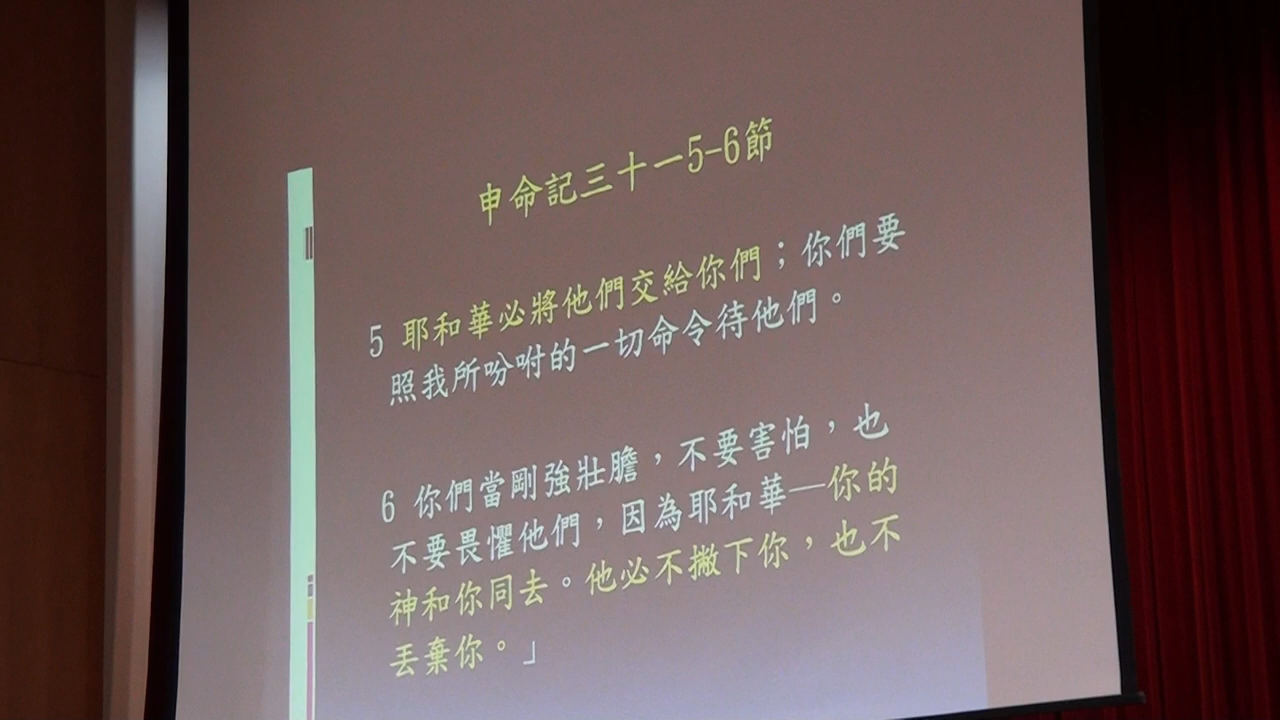 申命記三十一5-6節
5 耶和華必將他們交給你們；你們要
照我所吩咐的一切命令待他們。
6 你們當剛強壯膽，不要害怕，也
不要畏懼他們，因為耶和華─你的
神和你同去。他必不撇下你，也不
丟棄你。」